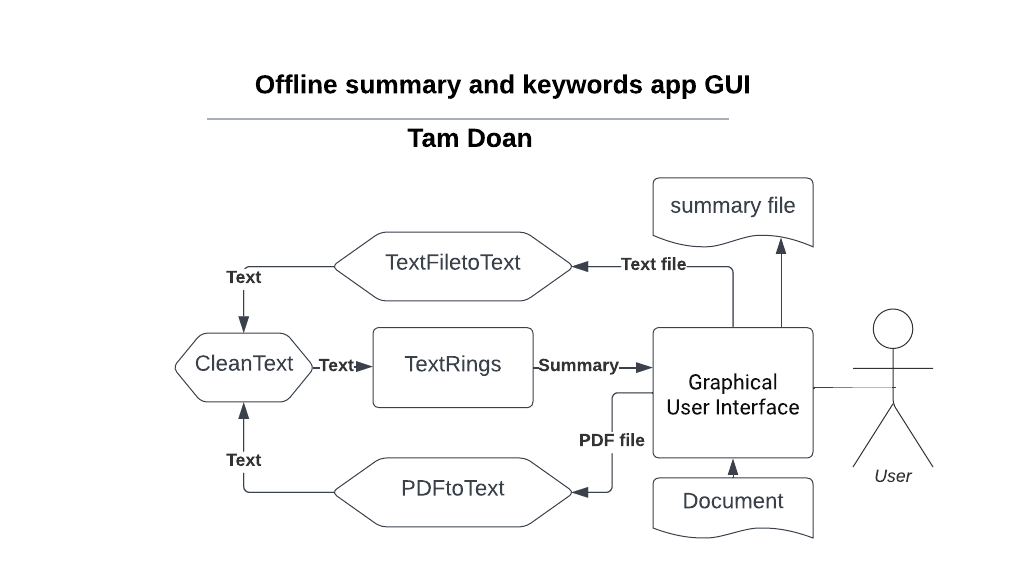 Offline summary and keywords app GUI
Tam Doan
summary file
TextFiletoText
Text file
Text
CleanText
Text
TextRings
Summary
Graphical
User Interface
PDF file
Text
PDFtoText
Document
User